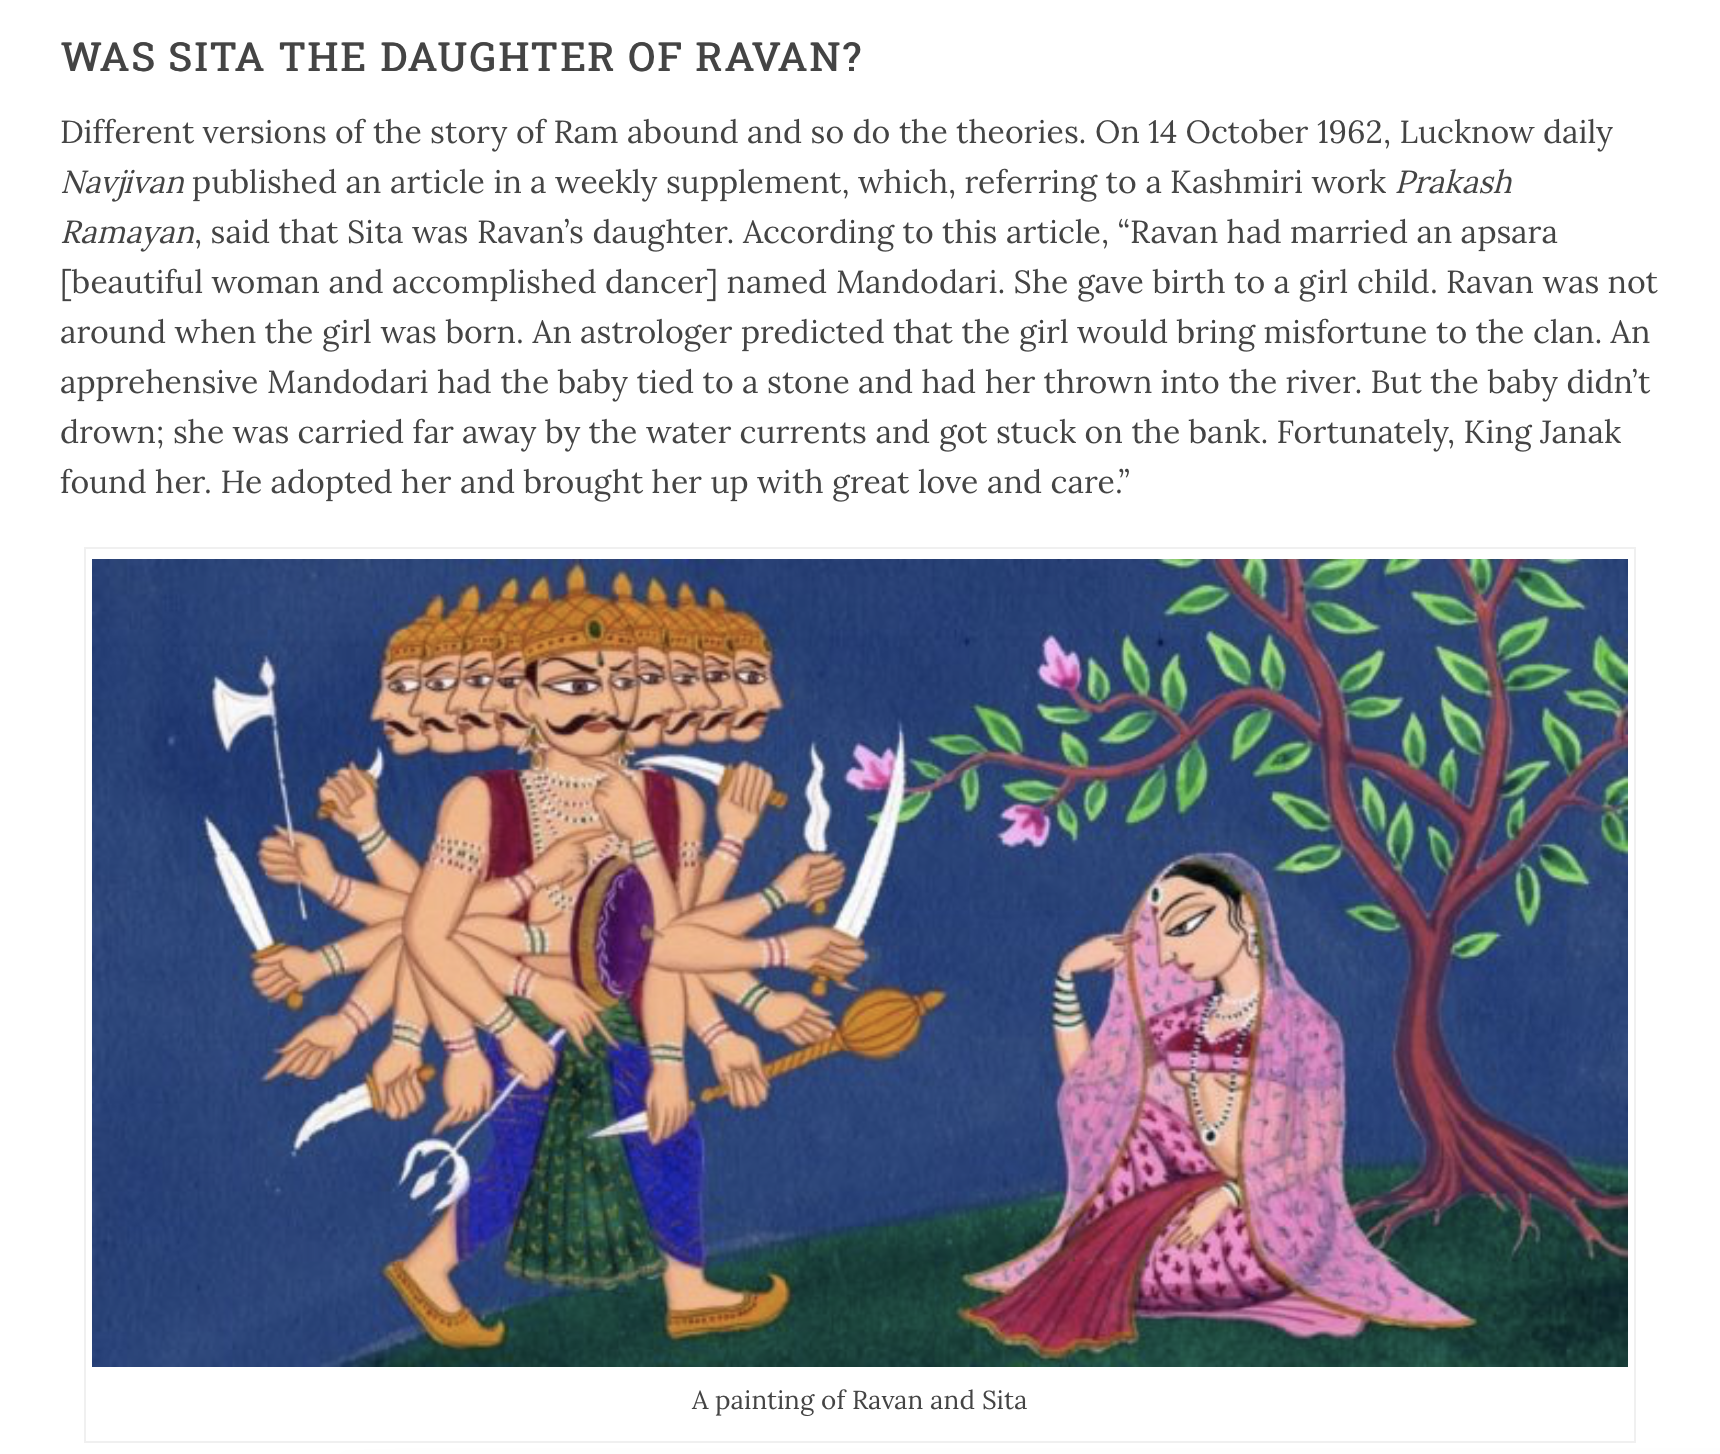 WAS SITA THE DAUGHTER OF RAVAN?
Different versions of the story of Ram abound and so do the theories. On 14 October 1962, Lucknow daily
Navjivan published an article in a weekly supplement, which, referring to a Kashmiri work Prakash
Ramayan, said that Sita was Ravan’s daughter. According to this article, “Ravan had married an apsara
[beautiful woman and accomplished dancer] named Mandodari. She gave birth to a girl child. Ravan was not
around when the girl was born. An astrologer predicted that the girl would bring misfortune to the clan. An
apprehensive Mandodari had the baby tied to a stone and had her thrown into the river. But the baby didn’t
drown; she was carried far away by the water currents and got stuck on the bank. Fortunately, King Janak
found her. He adopted her and brought her up with great love and care.”
A painting of Ravan and Sita